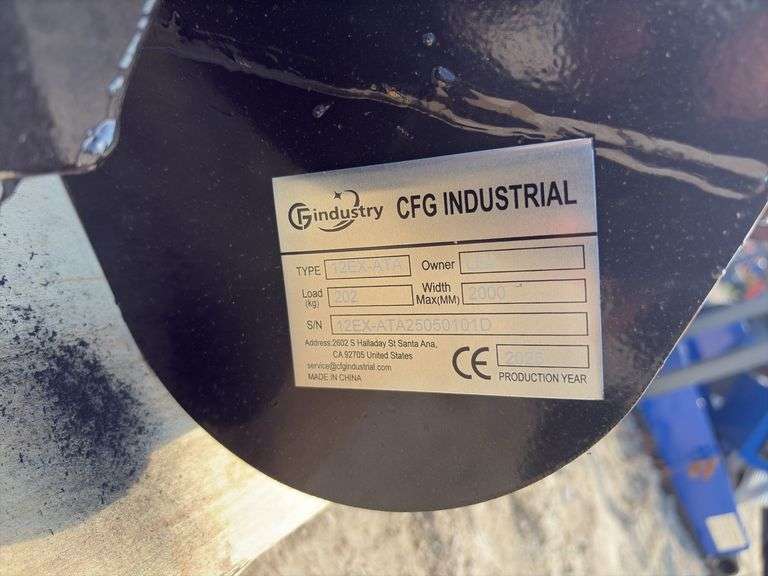 CFG industry CFG INDUSTRIAL
TYPE 12EX-ATA Owner
Load (kg) 202 Width Max(MM) 2000
S/N 12EX-ATA25050101D
Address:2602 S Halladay St Santa Ana,
CA 92705 United States
service@cfgindustrial.com
MADE IN CHINA
CE 2025
PRODUCTION YEAR